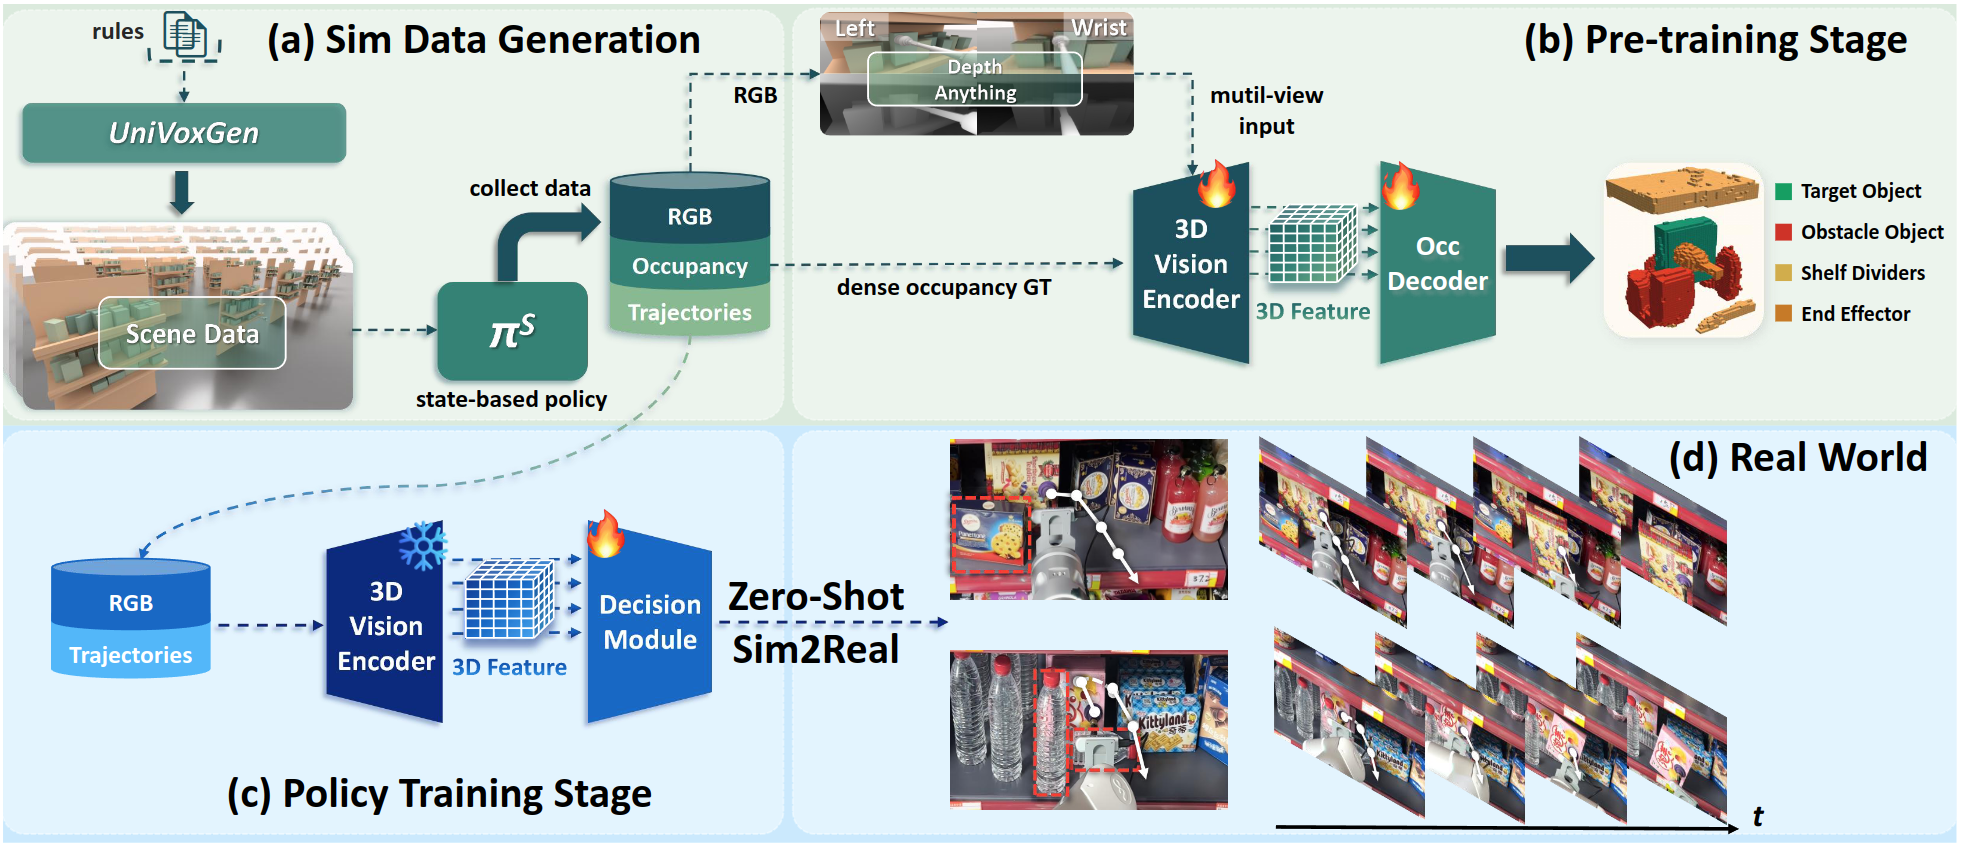 rules
(a) Sim Data Generation
UniVoxGen
Scene Data
collect data
πS
state-based policy
RGB
Occupancy
Trajectories
RGB
Left
Wrist
Depth
Anything
(b) Pre-training Stage
mutil-view
input
dense occupancy GT
3D
Vision
Encoder
3D Feature
Occ
Decoder
Target Object
Obstacle Object
Shelf Dividers
End Effector
RGB
Trajectories
3D
Vision
Encoder
3D Feature
Decision
Module
(c) Policy Training Stage
Zero-Shot
Sim2Real
(d) Real World
Kittyland
t